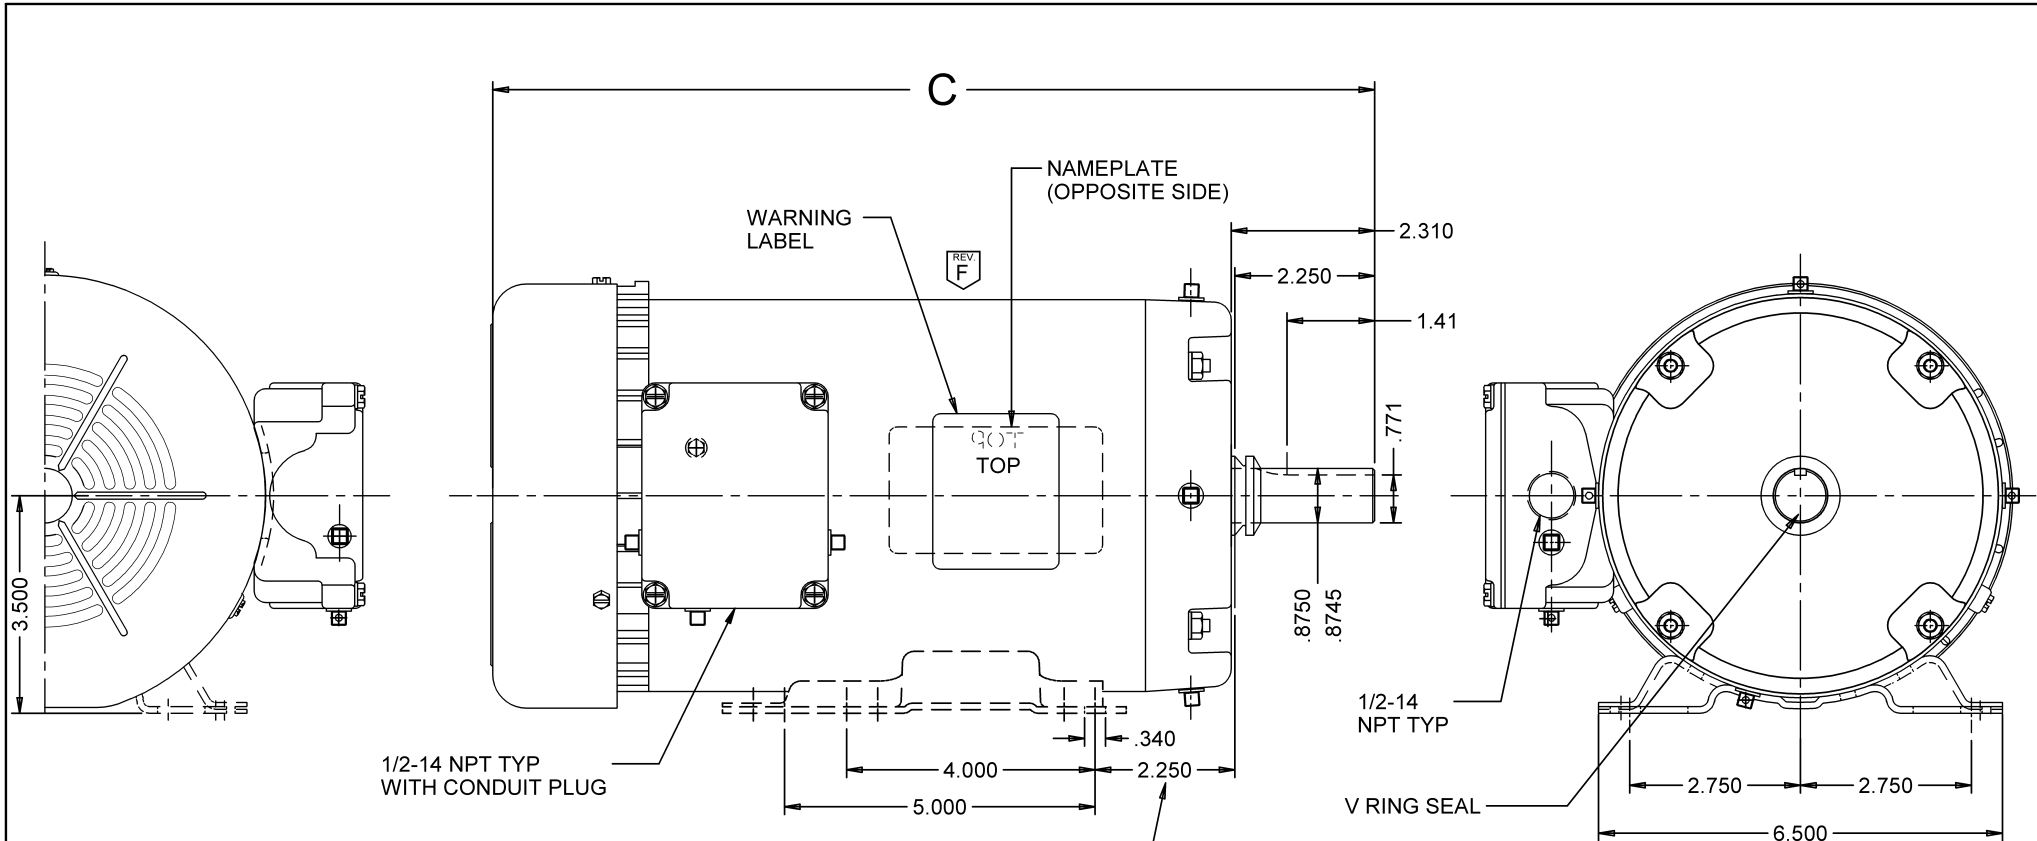 C
NAMEPLATE
(OPPOSITE SIDE)
WARNING
LABEL
REV.
F
2.310
2.250
1.41
.771
TOP
TOP
3.500
.8750
.8745
.340
4.000
2.250
5.000
1/2-14 NPT TYP
WITH CONDUIT PLUG
1/2-14
NPT TYP
V RING SEAL
2.750
2.750
6.500